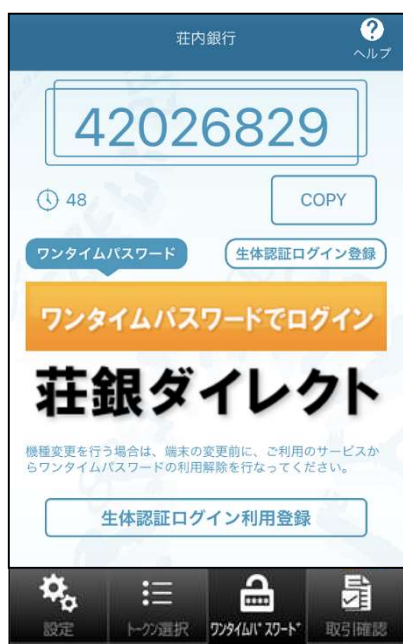 荘内銀行
ヘルプ
42026829
48
COPY
ワンタイムパスワード
生体認証ログイン登録
ワンタイムパスワードでログイン
荘銀ダイレクト
機種変更を行う場合は、端末の変更前に、ご利用のサービスか
らワンタイムパスワードの利用解除を行なってください。
生体認証ログイン利用登録
設定
トークン選択
ワンタイムパスワード
取引確認